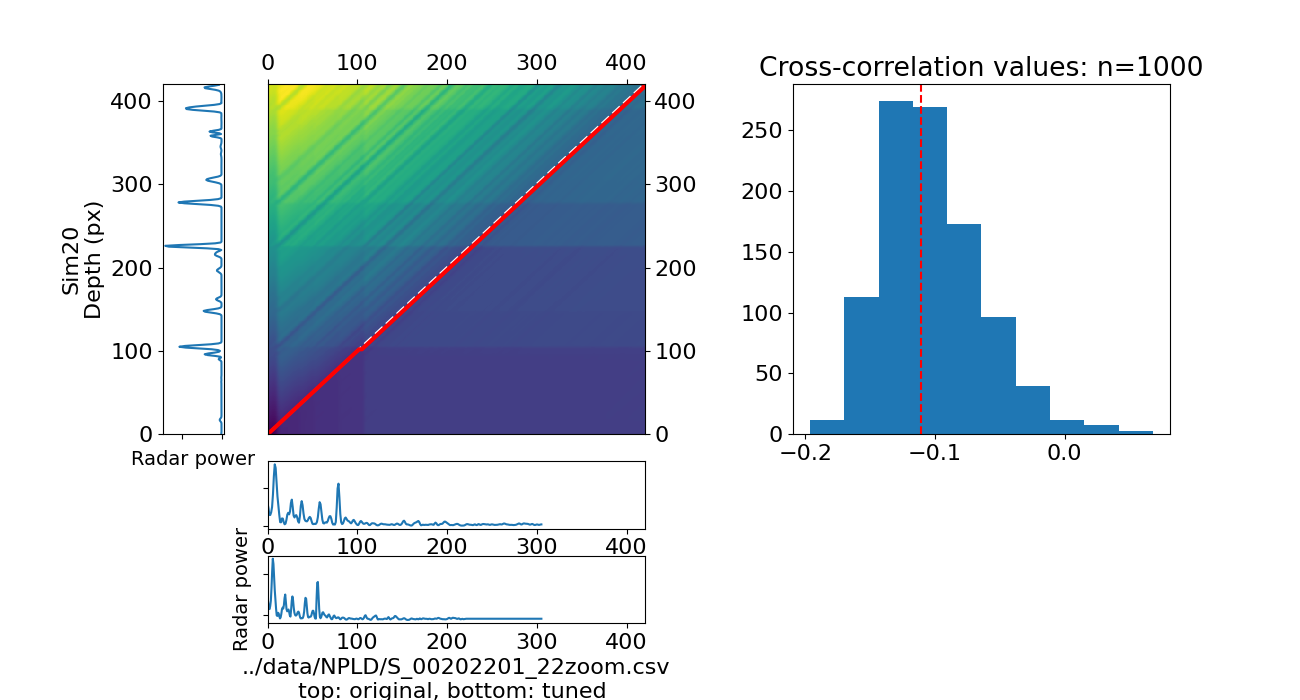 0 100 200 300 400
Cross-correlation values: n=1000
400
300
200
100
0
Sim20
Depth (px)
Radar power
400
300
200
100
0
250
200
150
100
50
0
−0.2 −0.1 0.0
0 100 200 300 400
Radar power
0 100 200 300 400
../data/NPLD/S_00202201_22zoom.csv
top: original, bottom: tuned